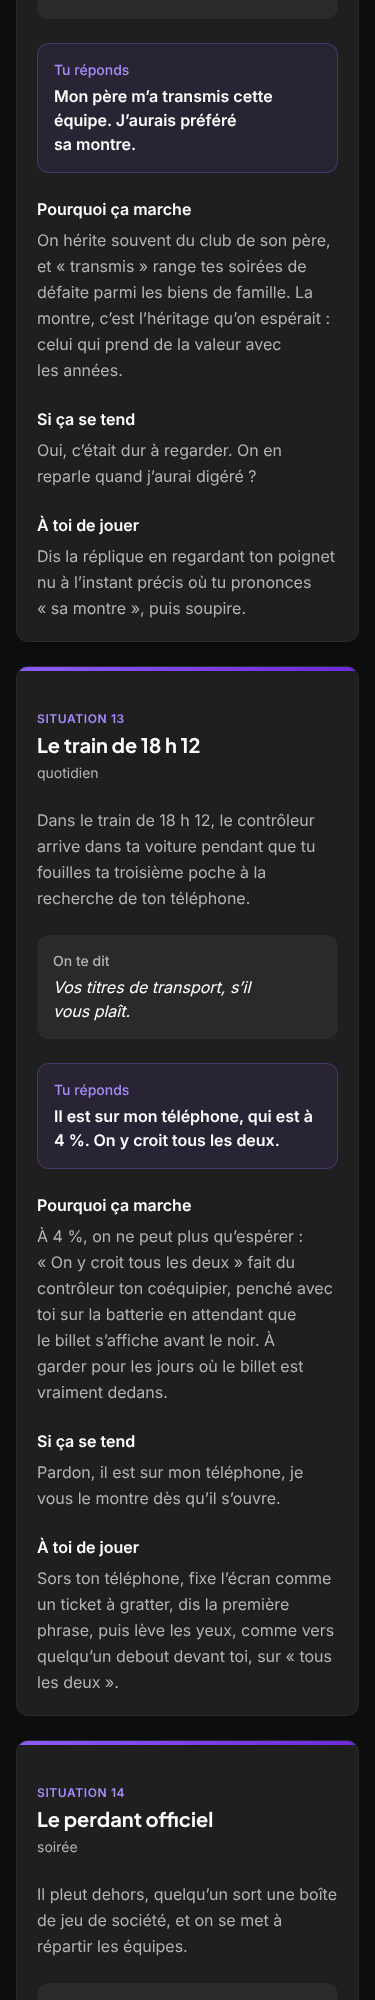 Tu réponds
Mon père m’a transmis cette
équipe. J’aurais préféré
sa montre.
Pourquoi ça marche
On hérite souvent du club de son père,
et « transmis » range tes soirées de
défaite parmi les biens de famille. La
montre, c’est l’héritage qu’on espérait :
celui qui prend de la valeur avec
les années.
Si ça se tend
Oui, c’était dur à regarder. On en
reparle quand j’aurai digéré ?
À toi de jouer
Dis la réplique en regardant ton poignet
nu à l’instant précis où tu prononces
« sa montre », puis soupire.
SITUATION 13
Le train de 18 h 12
quotidien
Dans le train de 18 h 12, le contrôleur
arrive dans ta voiture pendant que tu
fouilles ta troisième poche à la
recherche de ton téléphone.
On te dit
Vos titres de transport, s’il
vous plaît.
Tu réponds
Il est sur mon téléphone, qui est à
4 %. On y croit tous les deux.
Pourquoi ça marche
À 4 %, on ne peut plus qu’espérer :
« On y croit tous les deux » fait du
contrôleur ton coéquipier, penché avec
toi sur la batterie en attendant que
le billet s’affiche avant le noir. À
garder pour les jours où le billet est
vraiment dedans.
Si ça se tend
Pardon, il est sur mon téléphone, je
vous le montre dès qu’il s’ouvre.
À toi de jouer
Sors ton téléphone, fixe l’écran comme
un ticket à gratter, dis la première
phrase, puis lève les yeux, comme vers
quelqu’un debout devant toi, sur « tous
les deux ».
SITUATION 14
Le perdant officiel
soirée
Il pleut dehors, quelqu’un sort une boîte
de jeu de société, et on se met à
répartir les équipes.